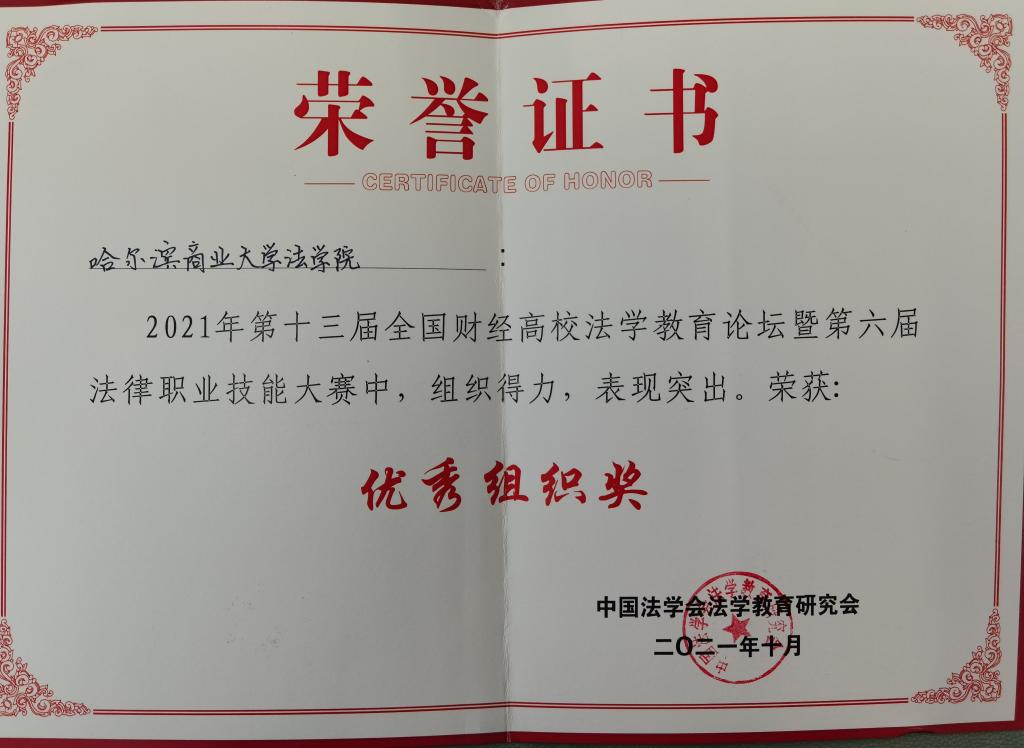 荣誉证书
CERTIFICATE OF HONOR
哈尔滨商业大学法学院:
2021年第十三届全国财经高校法学教育论坛暨第六届
法律职业技能大赛中，组织得力，表现突出。荣获:
优秀组织奖
中国法学会法学教育研究会
二〇二一年十月